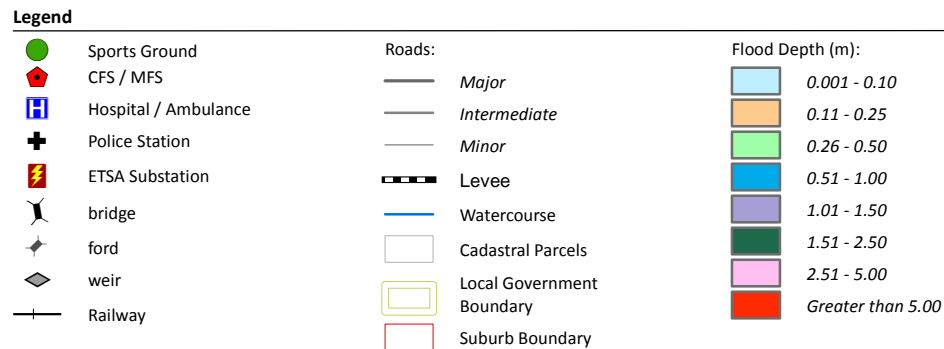 Legend
Sports Ground
CFS / MFS
H
Hospital / Ambulance
Police Station
ETSA Substation
bridge
ford
weir
Railway
Roads:
Major
Intermediate
Minor
Levee
Watercourse
Cadastral Parcels
Local Government
Boundary
Suburb Boundary
Flood Depth (m):
0.001 - 0.10
0.11 - 0.25
0.26 - 0.50
0.51 - 1.00
1.01 - 1.50
1.51 - 2.50
2.51 - 5.00
Greater than 5.00